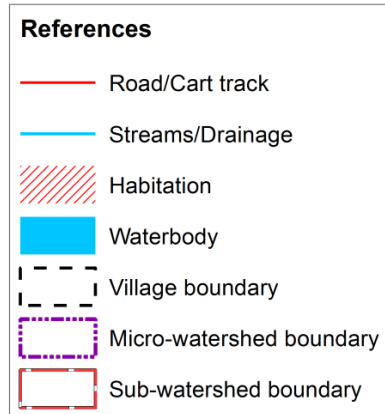 References
Road/Cart track
Streams/Drainage
Habitation
Waterbody
Village boundary
Micro-watershed boundary
Sub-watershed boundary